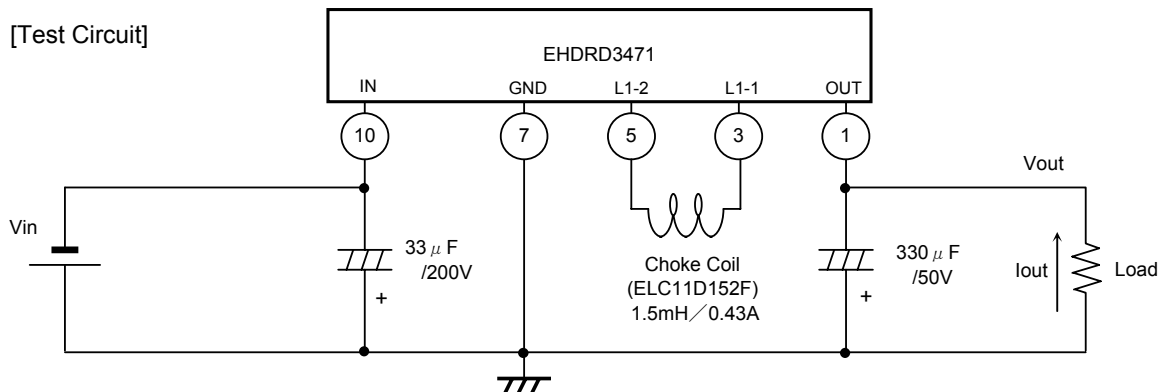 [Test Circuit]
EHDRD3471
IN GND L1-2 L1-1 OUT
10 7 5 3 1
Vout
Vin
33μF
/200V
+
Choke Coil
(ELC11D152F)
1.5mH／0.43A
330μF
/50V
+
Iout
Load